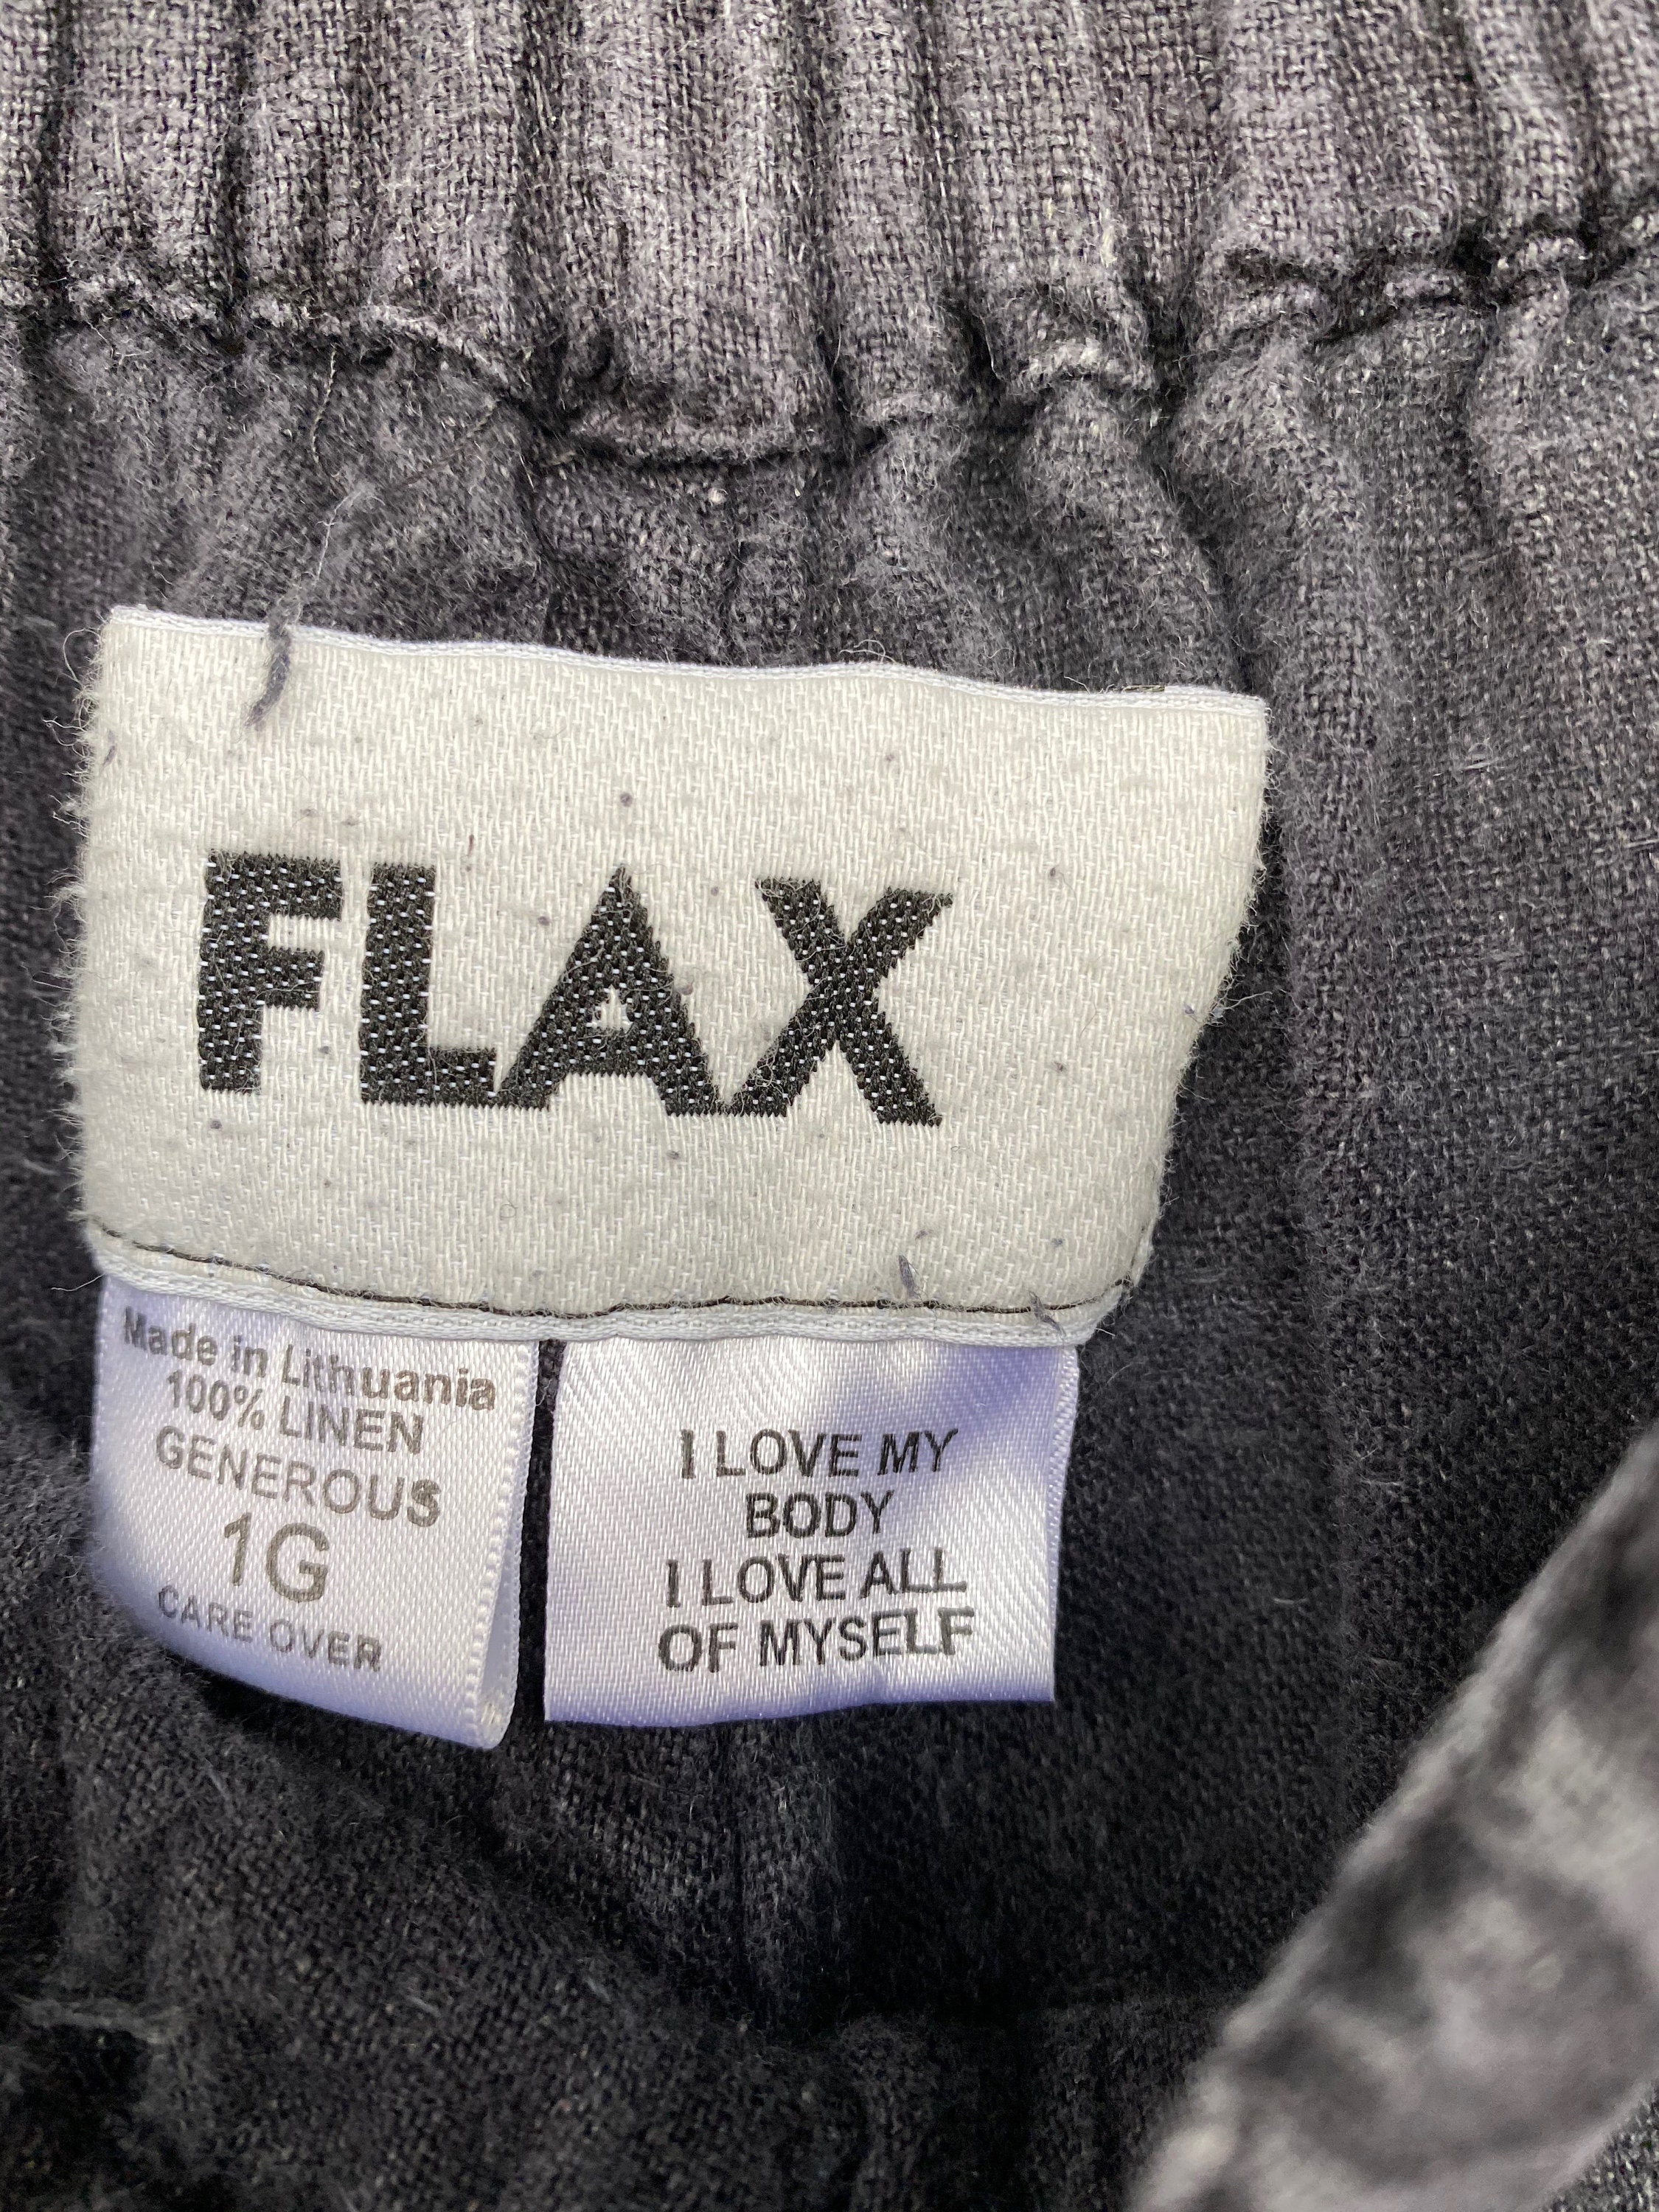 FLAX
Made in Lithuania
100% LINEN
GENEROUS
1G
CARE OVER
I LOVE MY
BODY
I LOVE ALL
OF MYSELF